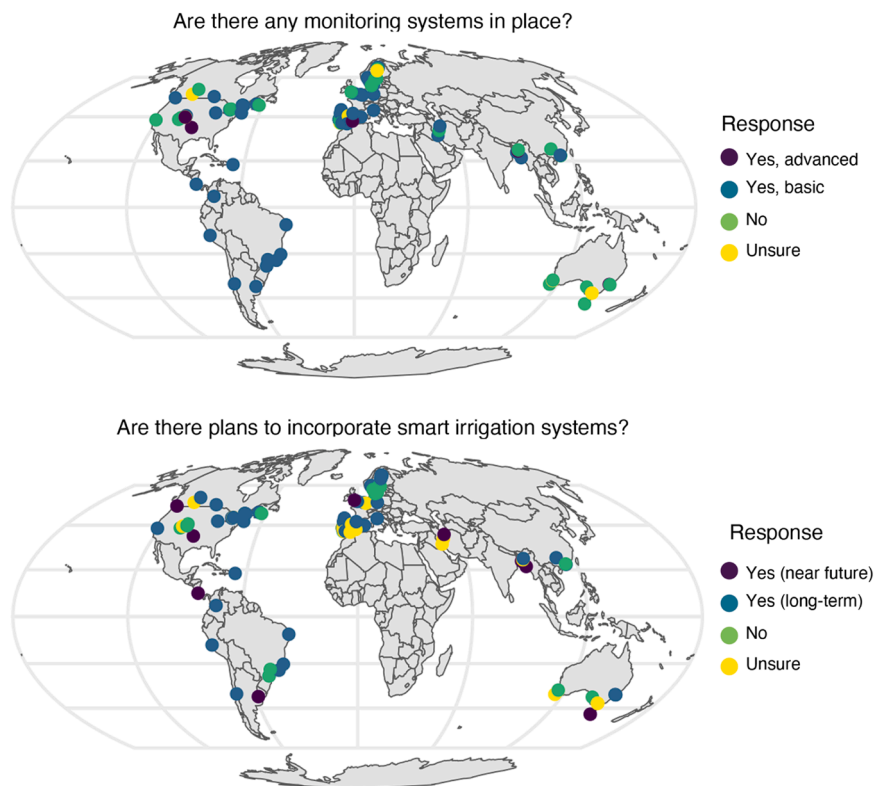 Are there any monitoring systems in place?
Response
Yes, advanced
Yes, basic
No
Unsure
Are there plans to incorporate smart irrigation systems?
Response
Yes (near future)
Yes (long-term)
No
Unsure